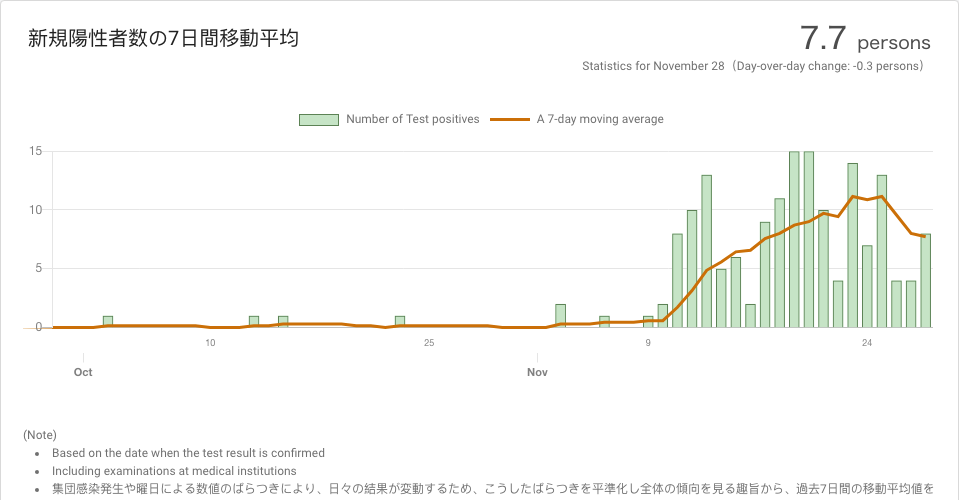 新規陽性者数の7日間移動平均
7.7 persons
Statistics for November 28（Day-over-day change: -0.3 persons）
Number of Test positives
A 7-day moving average
15
10
5
0
10
25
9
24
Oct
Nov
(Note)
• Based on the date when the test result is confirmed
• Including examinations at medical institutions
• 集団感染発生や曜日による数値のばらつきにより、日々の結果が変動するため、こうしたばらつきを平準化し全体の傾向を見る趣旨から、過去7日間の移動平均値を